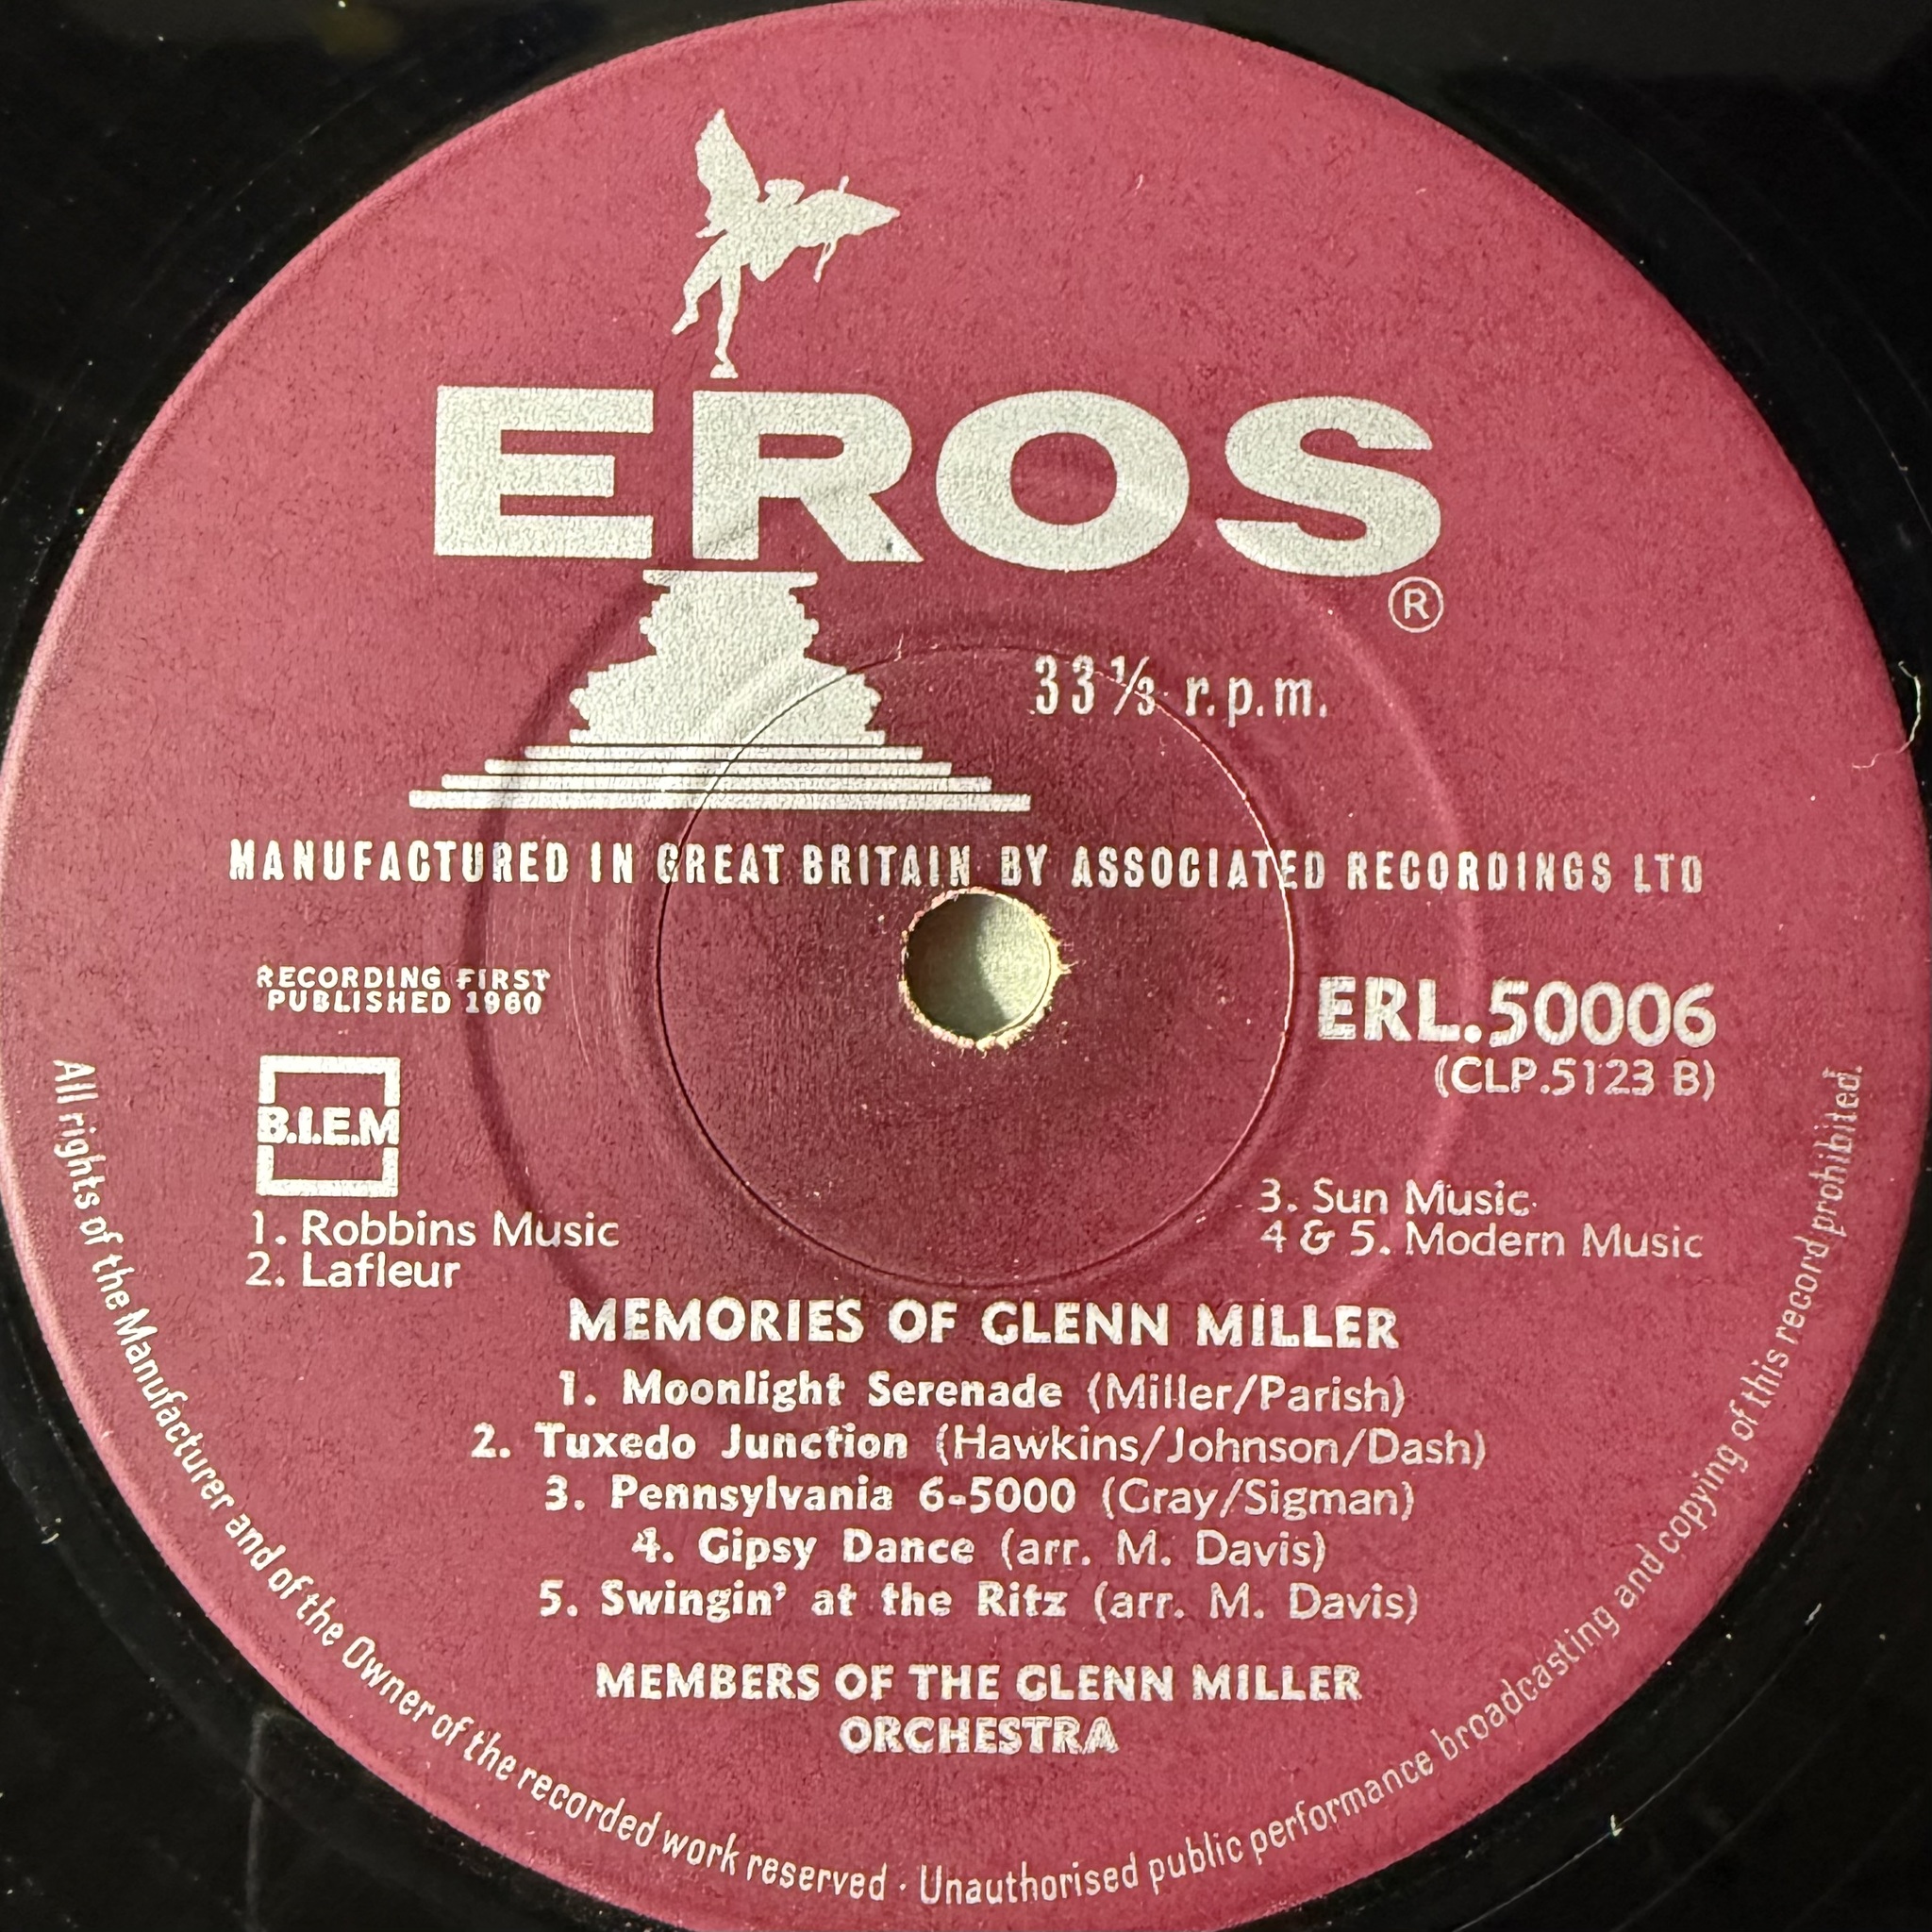 EROS
®
33⅓ r.p.m.
MANUFACTURED IN GREAT BRITAIN BY ASSOCIATED RECORDINGS LTD
RECORDING FIRST
PUBLISHED 1960
ERL.50006
(CLP.5123 B)
B.I.E.M
1. Robbins Music
2. Lafleur
3. Sun Music
4 & 5. Modern Music
MEMORIES OF GLENN MILLER
1. Moonlight Serenade (Miller/Parish)
2. Tuxedo Junction (Hawkins/Johnson/Dash)
3. Pennsylvania 6-5000 (Gray/Sigman)
4. Gipsy Dance (arr. M. Davis)
5. Swingin' at the Ritz (arr. M. Davis)
MEMBERS OF THE GLENN MILLER
ORCHESTRA
All rights of the Manufacturer and of the Owner of the recorded work reserved · Unauthorised public performance broadcasting and copying of this record prohibited.